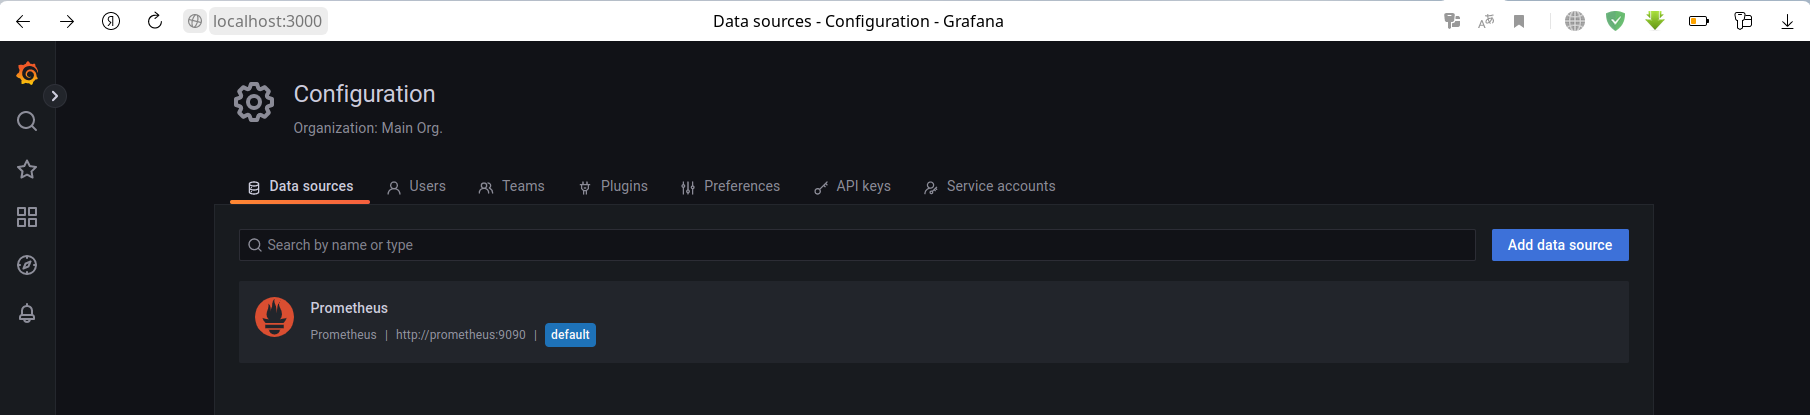 Я localhost:3000 Data sources - Configuration - Grafana
Configuration
Organization: Main Org.
Data sources Users Teams Plugins Preferences API keys Service accounts
Search by name or type Add data source
Prometheus
Prometheus | http://prometheus:9090 | default